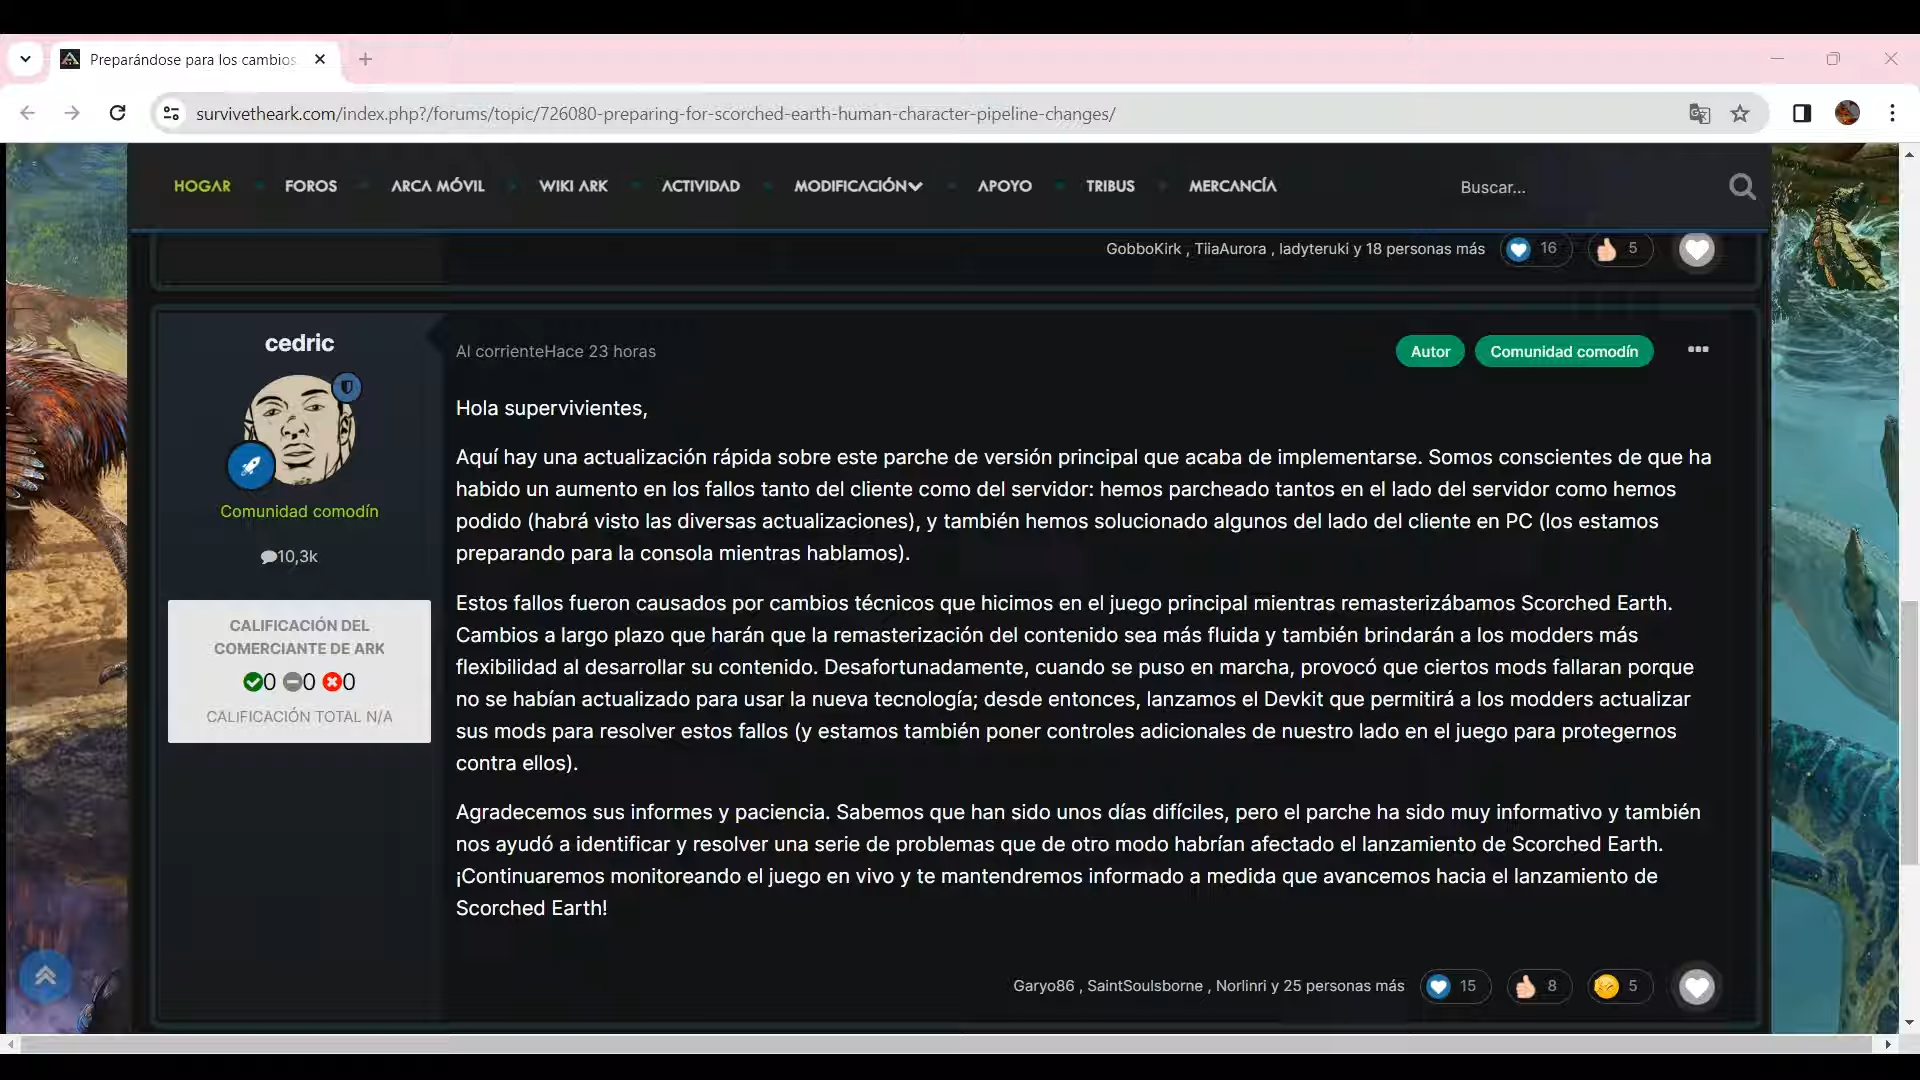 Preparándose para los cambios
survivetheark.com/index.php?/forums/topic/726080-preparing-for-scorched-earth-human-character-pipeline-changes/
HOGAR FOROS ARCA MÓVIL WIKI ARK ACTIVIDAD MODIFICACIÓN APOYO TRIBUS MERCANCÍA Buscar...
GobboKirk , TiiaAurora , ladyteruki y 18 personas más 16 5
cedric
Al corrienteHace 23 horas
Autor Comunidad comodín
Comunidad comodín
10,3k
CALIFICACIÓN DEL
COMERCIANTE DE ARK
0 0 0
CALIFICACIÓN TOTAL N/A
Hola supervivientes,
Aquí hay una actualización rápida sobre este parche de versión principal que acaba de implementarse. Somos conscientes de que ha
habido un aumento en los fallos tanto del cliente como del servidor: hemos parcheado tantos en el lado del servidor como hemos
podido (habrá visto las diversas actualizaciones), y también hemos solucionado algunos del lado del cliente en PC (los estamos
preparando para la consola mientras hablamos).
Estos fallos fueron causados por cambios técnicos que hicimos en el juego principal mientras remasterizábamos Scorched Earth.
Cambios a largo plazo que harán que la remasterización del contenido sea más fluida y también brindarán a los modders más
flexibilidad al desarrollar su contenido. Desafortunadamente, cuando se puso en marcha, provocó que ciertos mods fallaran porque
no se habían actualizado para usar la nueva tecnología; desde entonces, lanzamos el Devkit que permitirá a los modders actualizar
sus mods para resolver estos fallos (y estamos también poner controles adicionales de nuestro lado en el juego para protegernos
contra ellos).
Agradecemos sus informes y paciencia. Sabemos que han sido unos días difíciles, pero el parche ha sido muy informativo y también
nos ayudó a identificar y resolver una serie de problemas que de otro modo habrían afectado el lanzamiento de Scorched Earth.
¡Continuaremos monitoreando el juego en vivo y te mantendremos informado a medida que avancemos hacia el lanzamiento de
Scorched Earth!
Garyo86 , SaintSoulsborne , Norlinri y 25 personas más 15 8 5